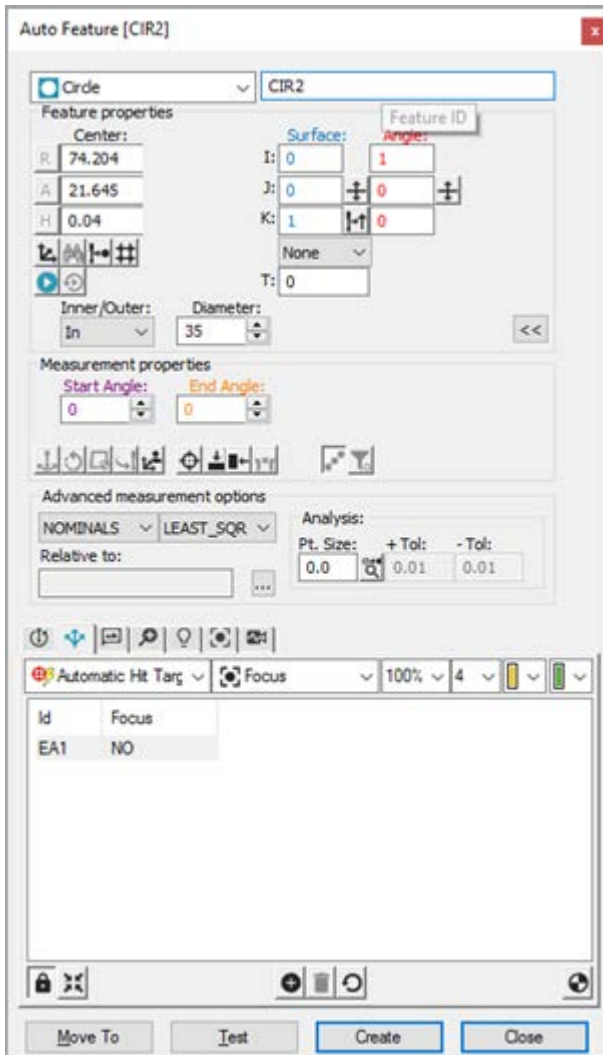 Auto Feature [CIR2]
x
Circle CIR2
Feature properties
Feature ID
Center: Surface: Angle:
R 74.204 I: 0 1
A 21.645 J: 0 0
H 0.04 K: 1 0
None
T: 0
Inner/Outer: Diameter:
In 35 <<
Measurement properties
Start Angle: End Angle:
0 0
Advanced measurement options
NOMINALS LEAST_SQR Analysis:
Pt. Size: + Tol: - Tol:
Relative to: 0.0 0.01 0.01
...
Automatic Hit Targ Focus 100% 4
Id Focus
EA1 NO
Move To Test Create Close